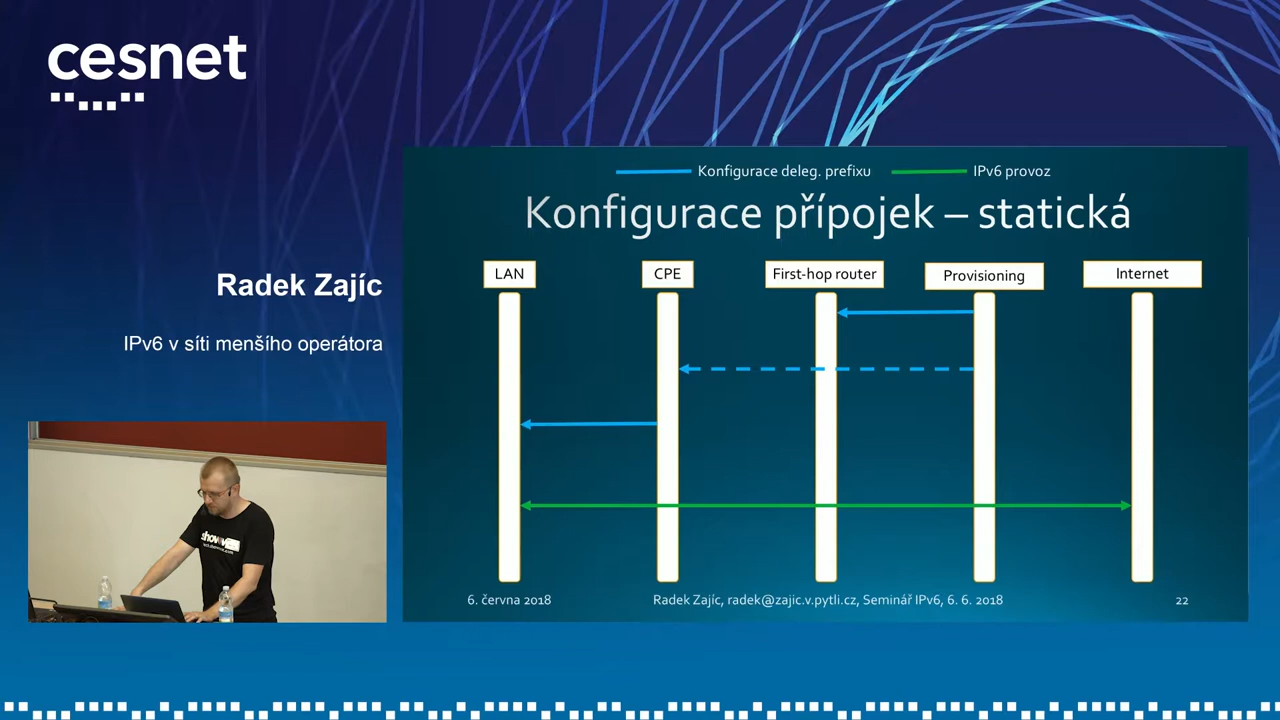 cesnet
Radek Zajíc
IPv6 v síti menšího operátora
Konfigurace deleg. prefixu
IPv6 provoz
Konfigurace přípojek – statická
LAN
CPE
First-hop router
Provisioning
Internet
6. června 2018
Radek Zajíc, radek@zajic.v.pytli.cz, Seminář IPv6, 6. 6. 2018
22